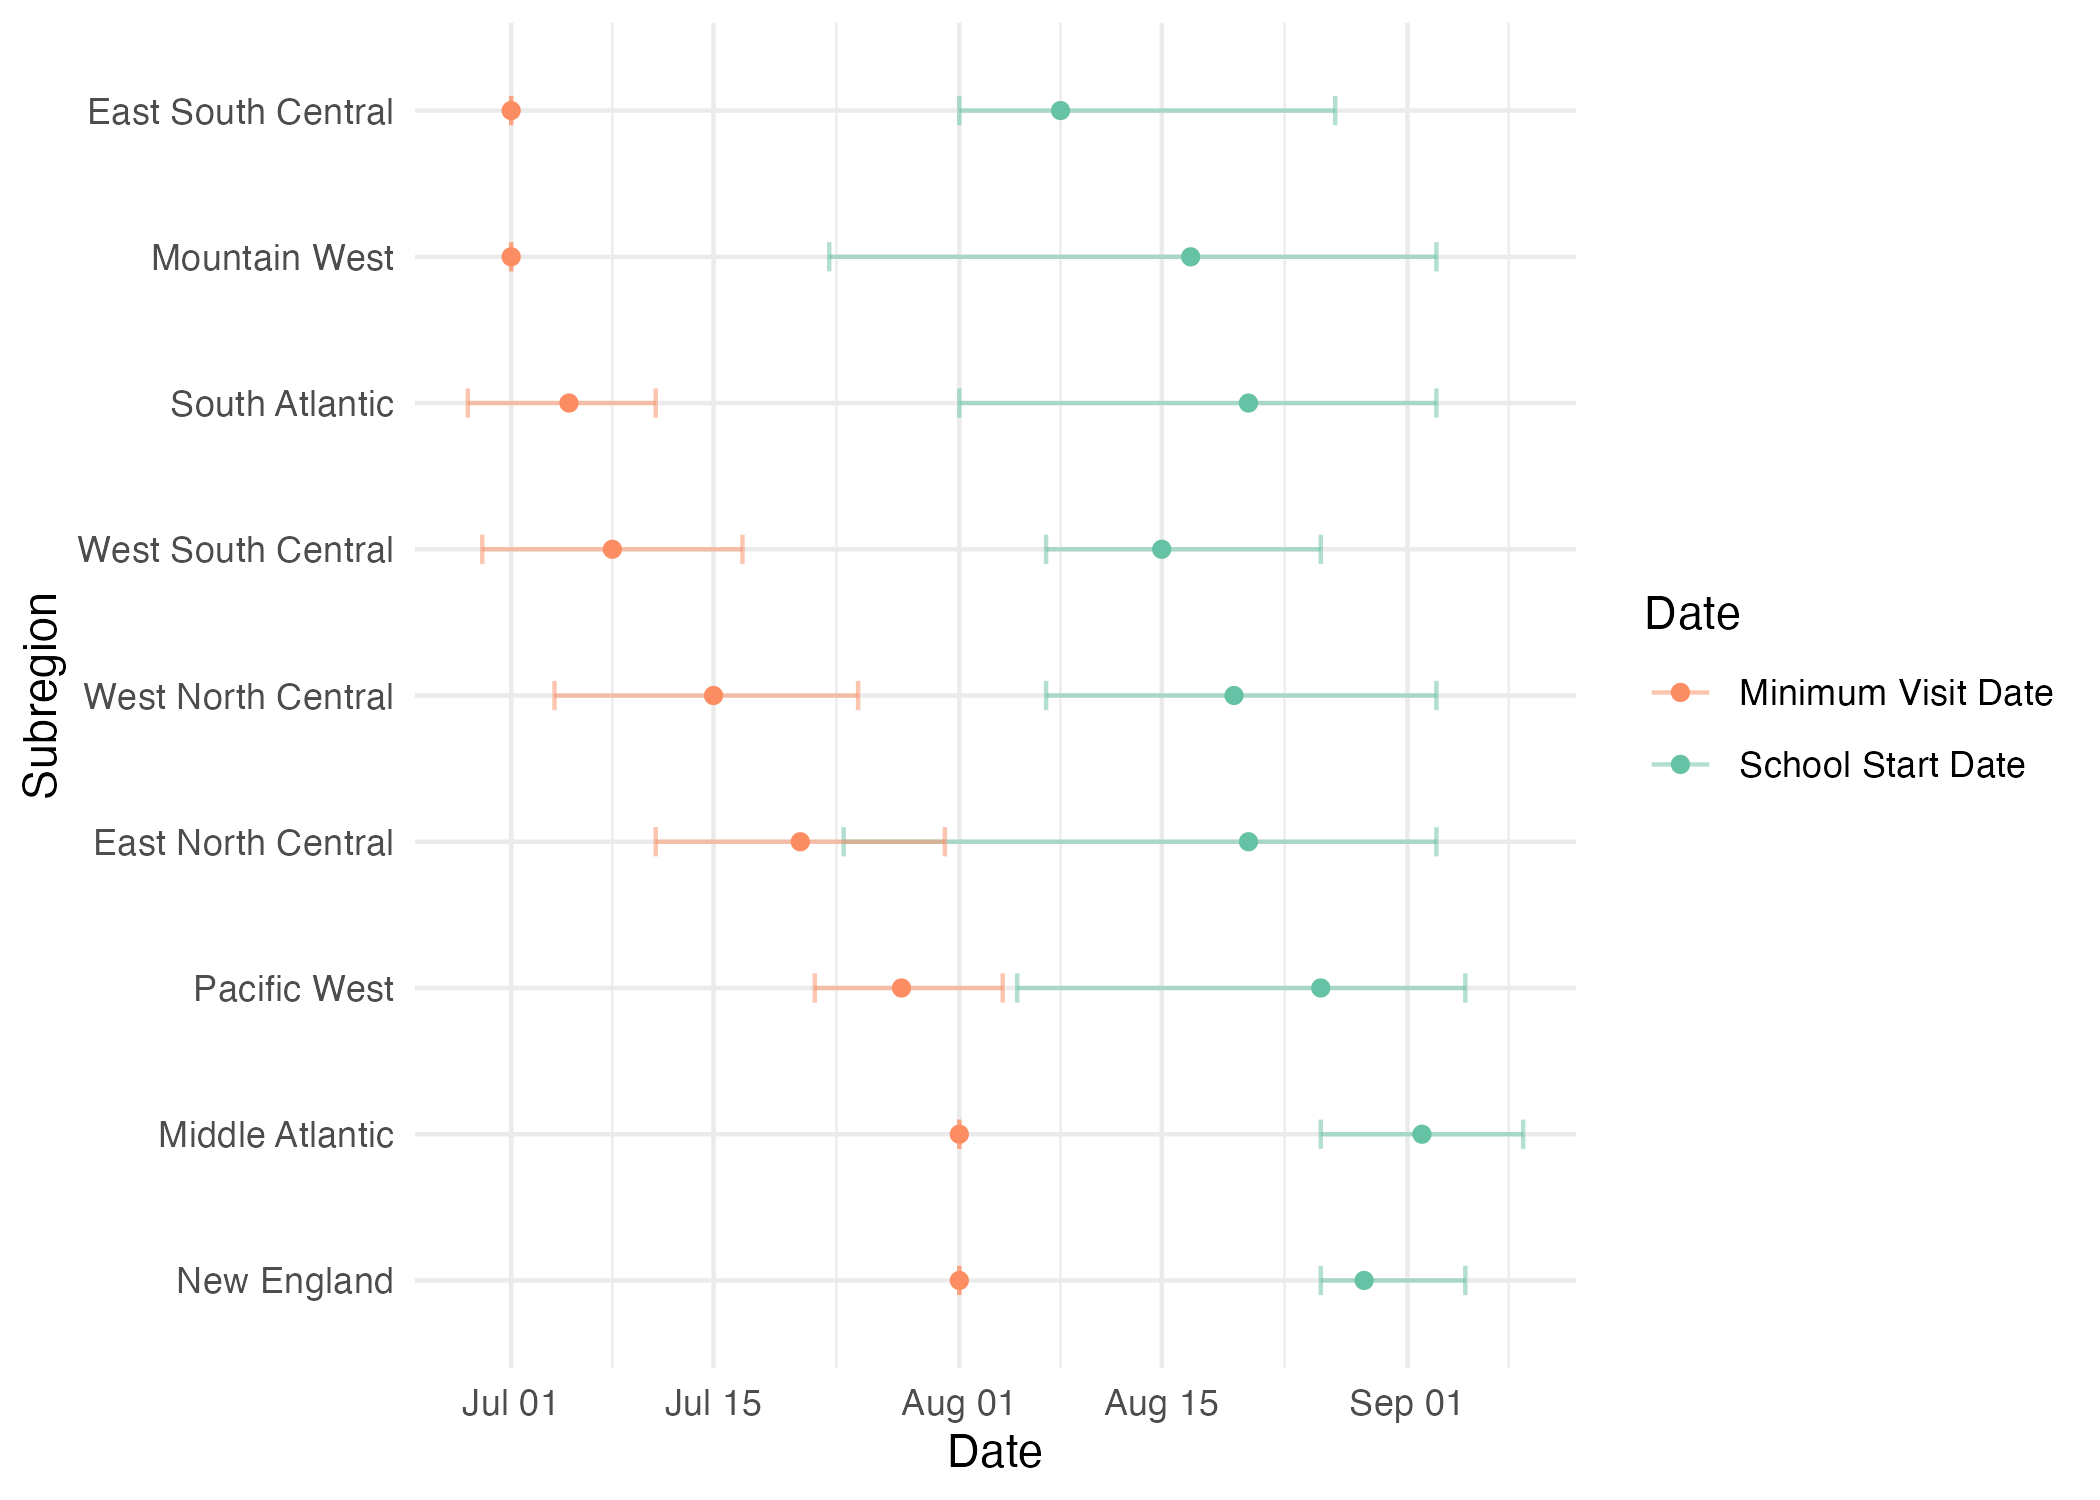 East South Central
Mountain West
South Atlantic
West South Central
West North Central
East North Central
Pacific West
Middle Atlantic
New England
Subregion
Jul 01
Jul 15
Aug 01
Aug 15
Sep 01
Date
Date
Minimum Visit Date
School Start Date